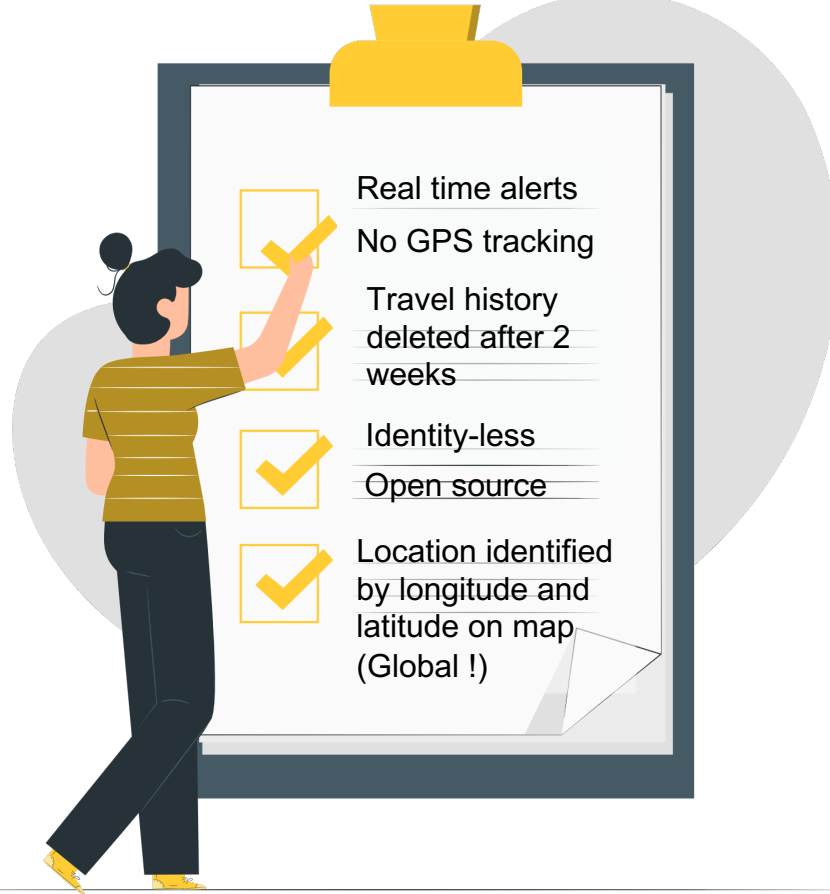 Real time alerts
No GPS tracking
Travel history
deleted after 2
weeks
Identity-less
Open source
Location identified
by longitude and
latitude on map
(Global !)